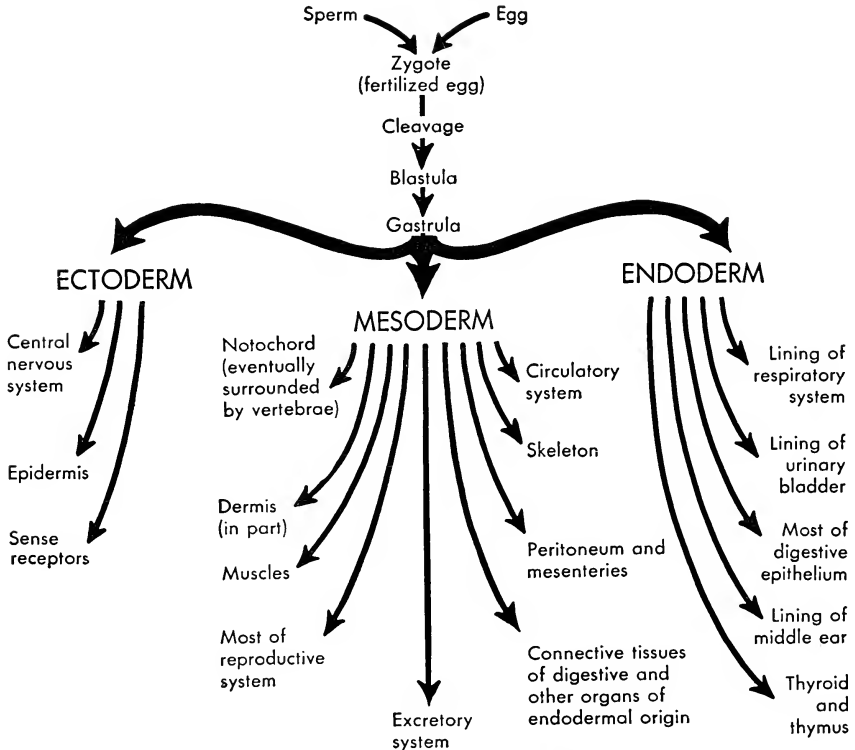 Sperm
Egg
Zygote
(fertilized egg)
Cleavage
Blastula
Gastrula
ECTODERM
MESODERM
ENDODERM
Central
nervous
system
Epidermis
Sense
receptors
Notochord
(eventually
surrounded
by vertebrae)
Dermis
(in part)
Muscles
Most of
reproductive
system
Excretory
system
Circulatory
system
Skeleton
Peritoneum and
mesenteries
Connective tissues
of digestive and
other organs of
endodermal origin
Lining of
respiratory
system
Lining of
urinary
bladder
Most of
digestive
epithelium
Lining of
middle ear
Thyroid
and
thymus